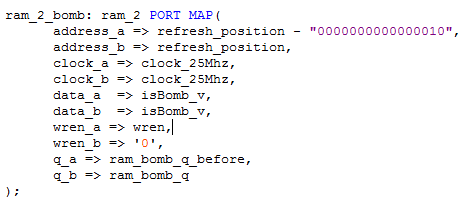 ram_2_bomb: ram_2 PORT MAP(
address_a => refresh_position - "0000000000000010",
address_b => refresh_position,
clock_a => clock_25Mhz,
clock_b => clock_25Mhz,
data_a  => isBomb_v,
data_b  => isBomb_v,
wren_a => wren,
wren_b => '0',
q_a => ram_bomb_q_before,
q_b => ram_bomb_q
);